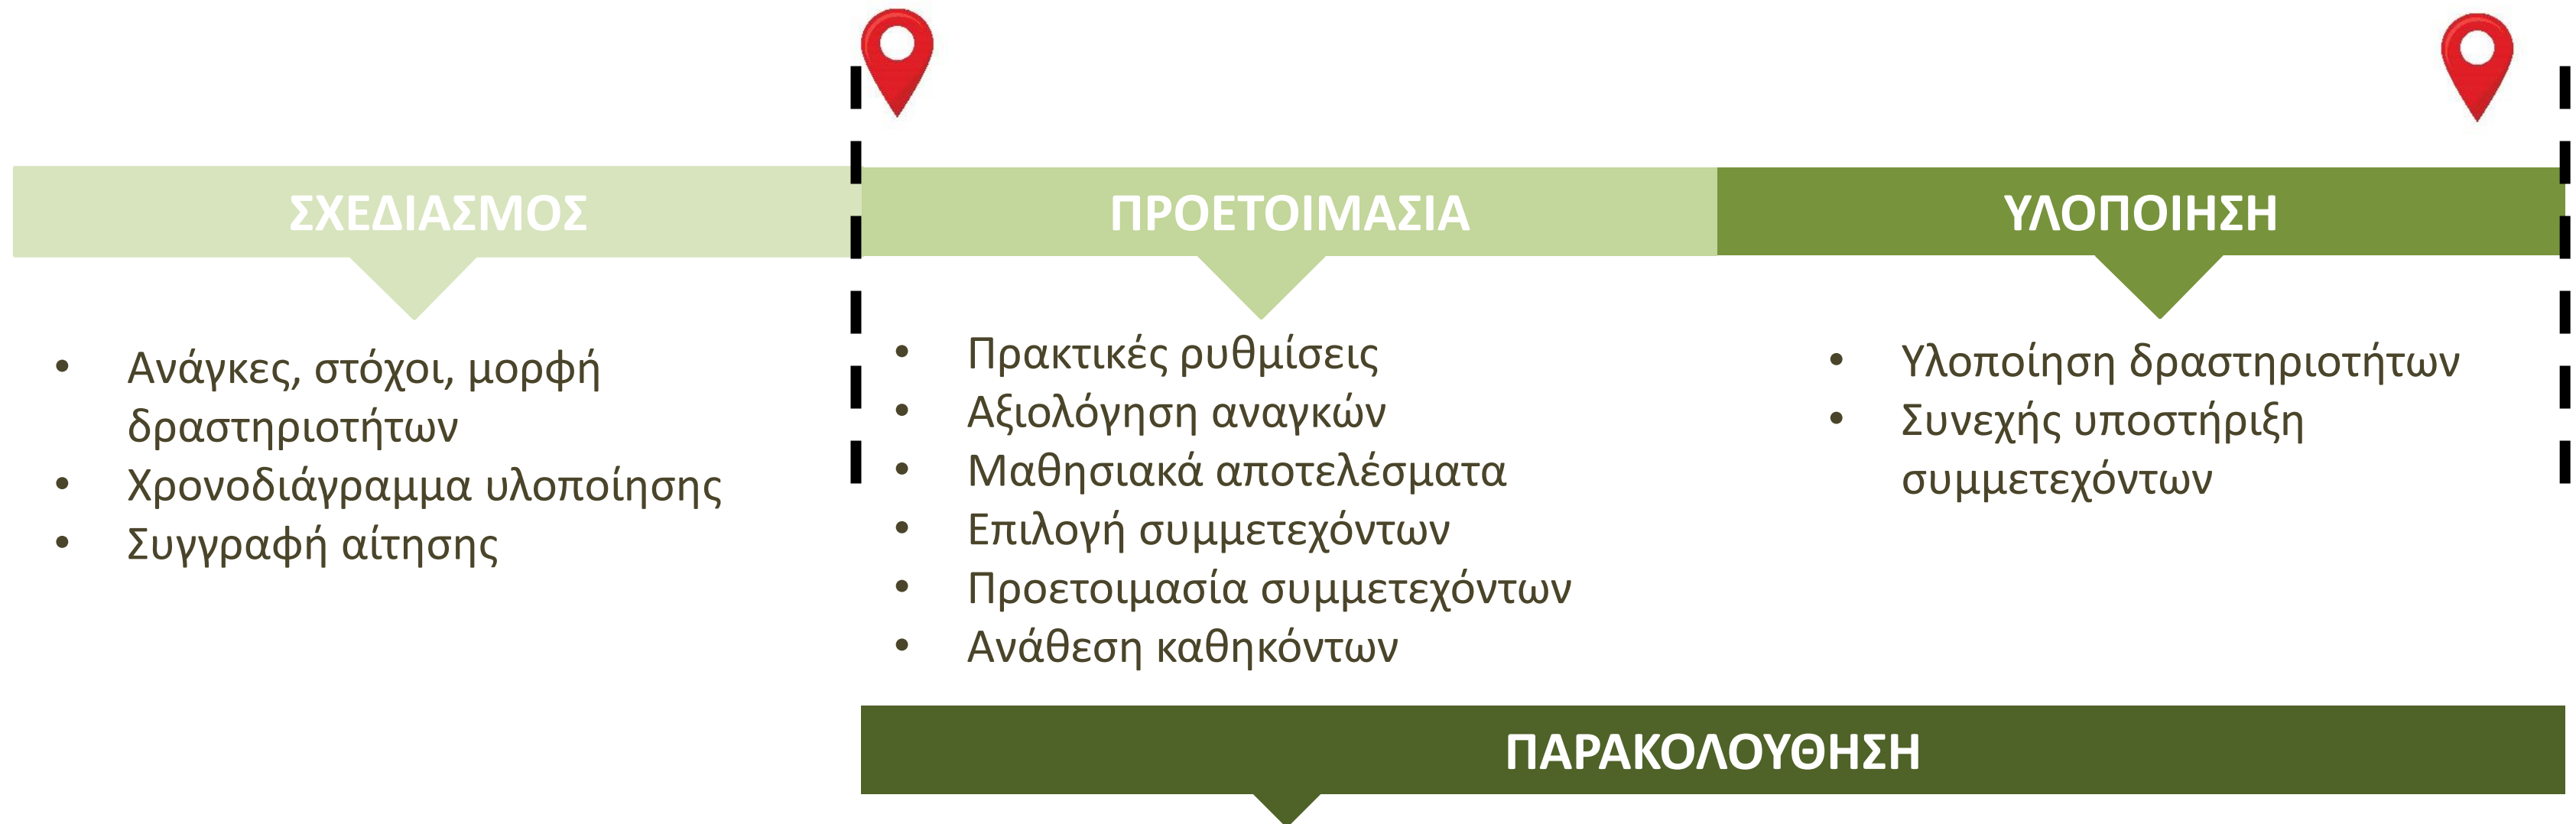 ΣΧΕΔΙΑΣΜΟΣ
• Ανάγκες, στόχοι, μορφή
δραστηριοτήτων
• Χρονοδιάγραμμα υλοποίησης
• Συγγραφή αίτησης
ΠΡΟΕΤΟΙΜΑΣΙΑ
• Πρακτικές ρυθμίσεις
• Αξιολόγηση αναγκών
• Μαθησιακά αποτελέσματα
• Επιλογή συμμετεχόντων
• Προετοιμασία συμμετεχόντων
• Ανάθεση καθηκόντων
ΥΛΟΠΟΙΗΣΗ
• Υλοποίηση δραστηριοτήτων
• Συνεχής υποστήριξη
συμμετεχόντων
ΠΑΡΑΚΟΛΟΥΘΗΣΗ